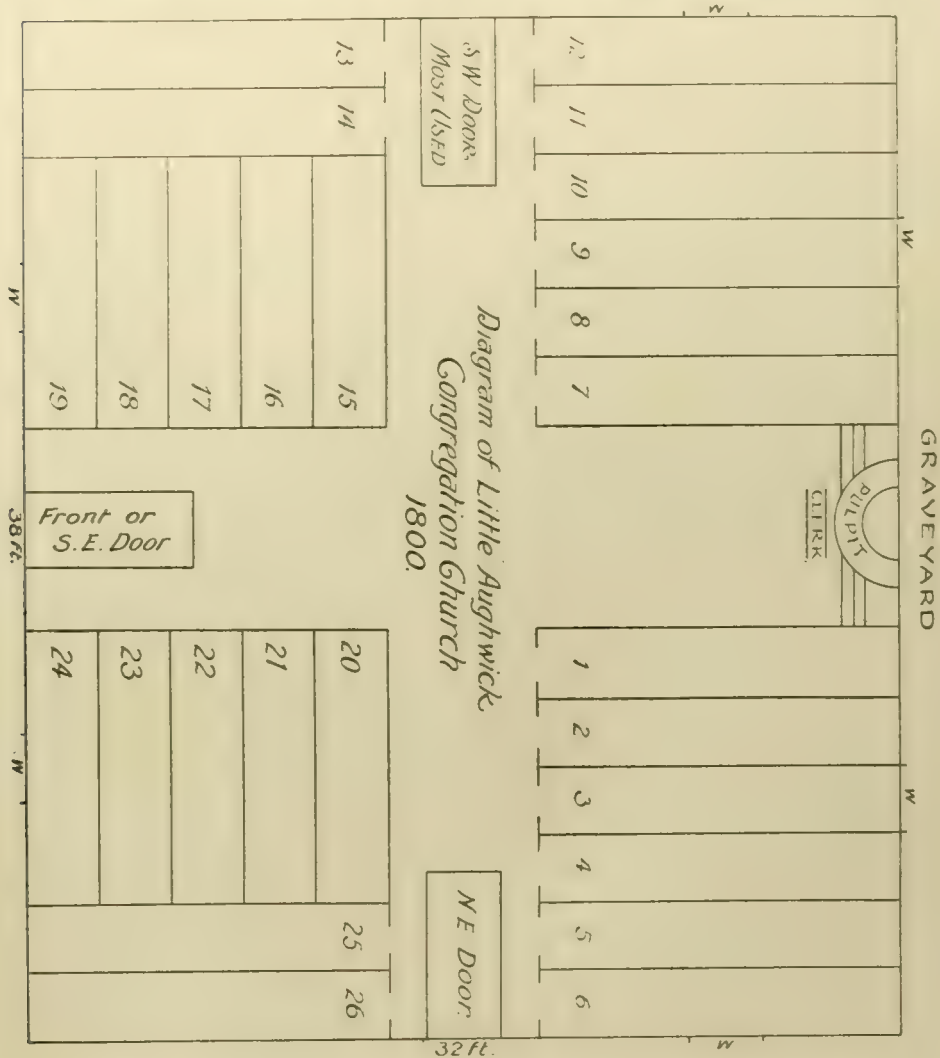 Diagram of Little Aughwick
Congregation Church
1800.
GRAVEYARD
PULPIT
CLERK
W
W
W
W
W
W
S W Door
Most Used
N E Door.
Front or
S.E. Door
38 ft.
32 ft.
1
2
3
4
5
6
7
8
9
10
11
12
13
14
15
16
17
18
19
20
21
22
23
24
25
26